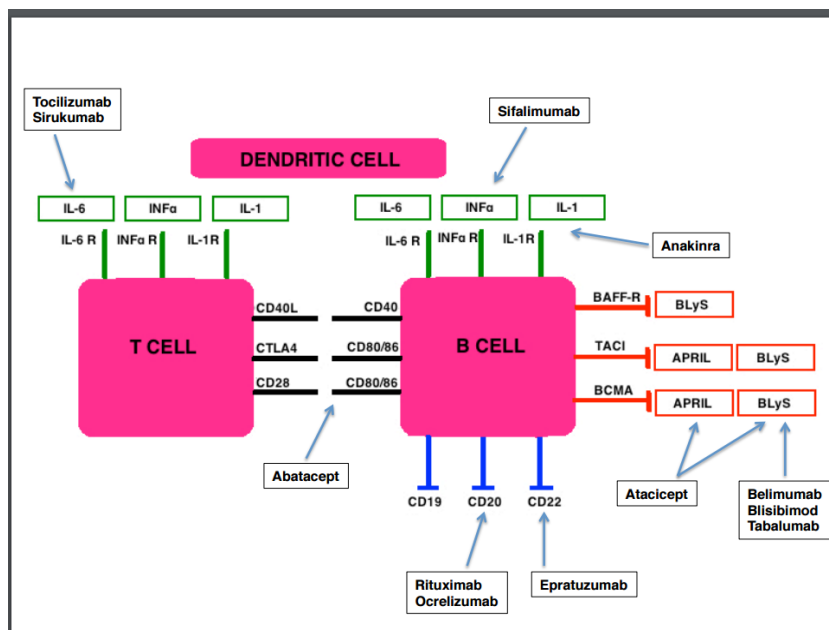 Tocilizumab
Sirukumab
Sifalimumab
DENDRITIC CELL
IL-6 INFα IL-1
IL-6 INFα IL-1
IL-6 R INFα R IL-1R
IL-6 R INFα R IL-1R
Anakinra
T CELL
CD40L CD40
CTLA4 CD80/86
CD28 CD80/86
B CELL
BAFF-R BLyS
TACI APRIL BLyS
BCMA APRIL BLyS
Abatacept
CD19 CD20 CD22
Atacicept
Belimumab
Blisibimod
Tabalumab
Rituximab
Ocrelizumab
Epratuzumab